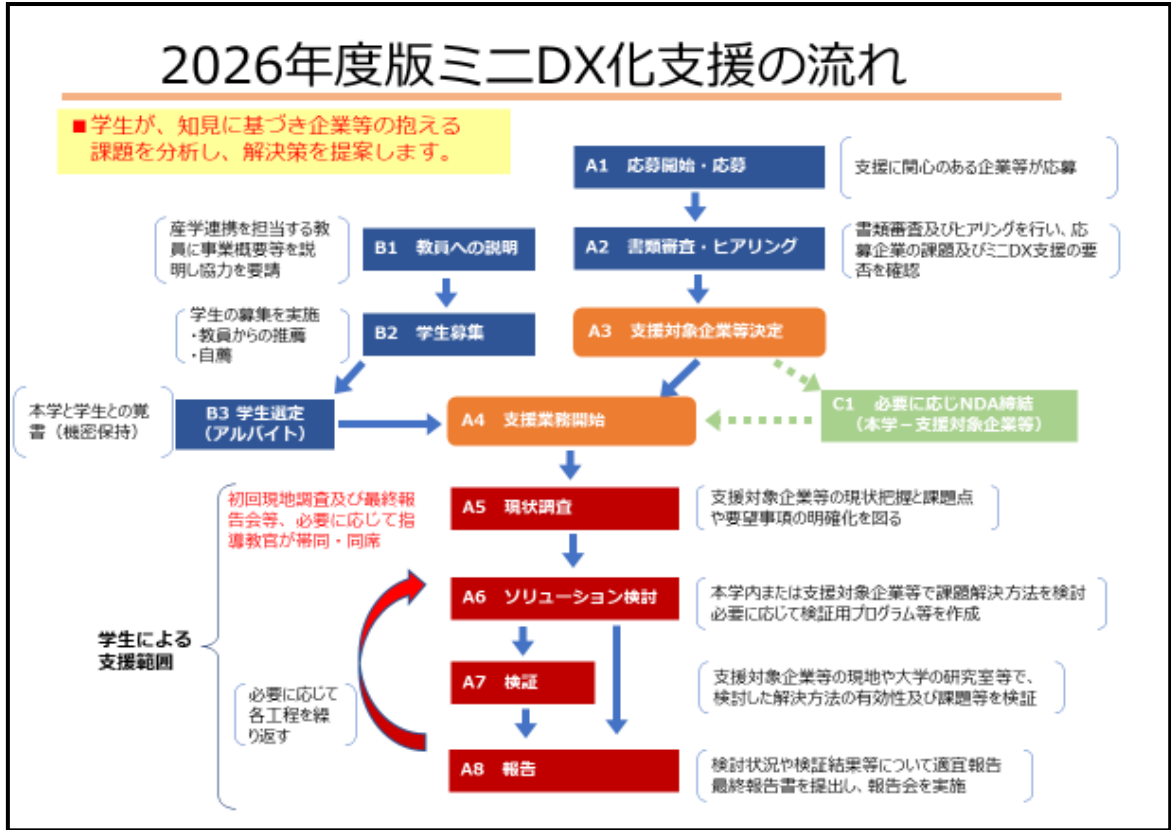 2026年度版ミニDX化支援の流れ
■学生が、知見に基づき企業等の抱える
課題を分析し、解決策を提案します。
A1 応募開始・応募
支援に関心のある企業等が応募
産学連携を担当する教
員に事業概要等を説
明し協力を要請
B1 教員への説明
A2 書類審査・ヒアリング
書類審査及びヒアリングを行い、応
募企業の課題及びミニDX支援の要
否を確認
学生の募集を実施
・教員からの推薦
・自薦
B2 学生募集
A3 支援対象企業等決定
本学と学生との覚
書（機密保持）
B3 学生選定
（アルバイト）
A4 支援業務開始
C1 必要に応じNDA締結
（本学－支援対象企業等）
初回現地調査及び最終報
告会等、必要に応じて指
導教官が帯同・同席
A5 現状調査
支援対象企業等の現状把握と課題点
や要望事項の明確化を図る
A6 ソリューション検討
本学内または支援対象企業等で課題解決方法を検討
必要に応じて検証用プログラム等を作成
学生による
支援範囲
必要に応じて
各工程を繰
り返す
A7 検証
支援対象企業等の現地や大学の研究室等で、
検討した解決方法の有効性及び課題等を検証
A8 報告
検討状況や検証結果等について適宜報告
最終報告書を提出し、報告会を実施